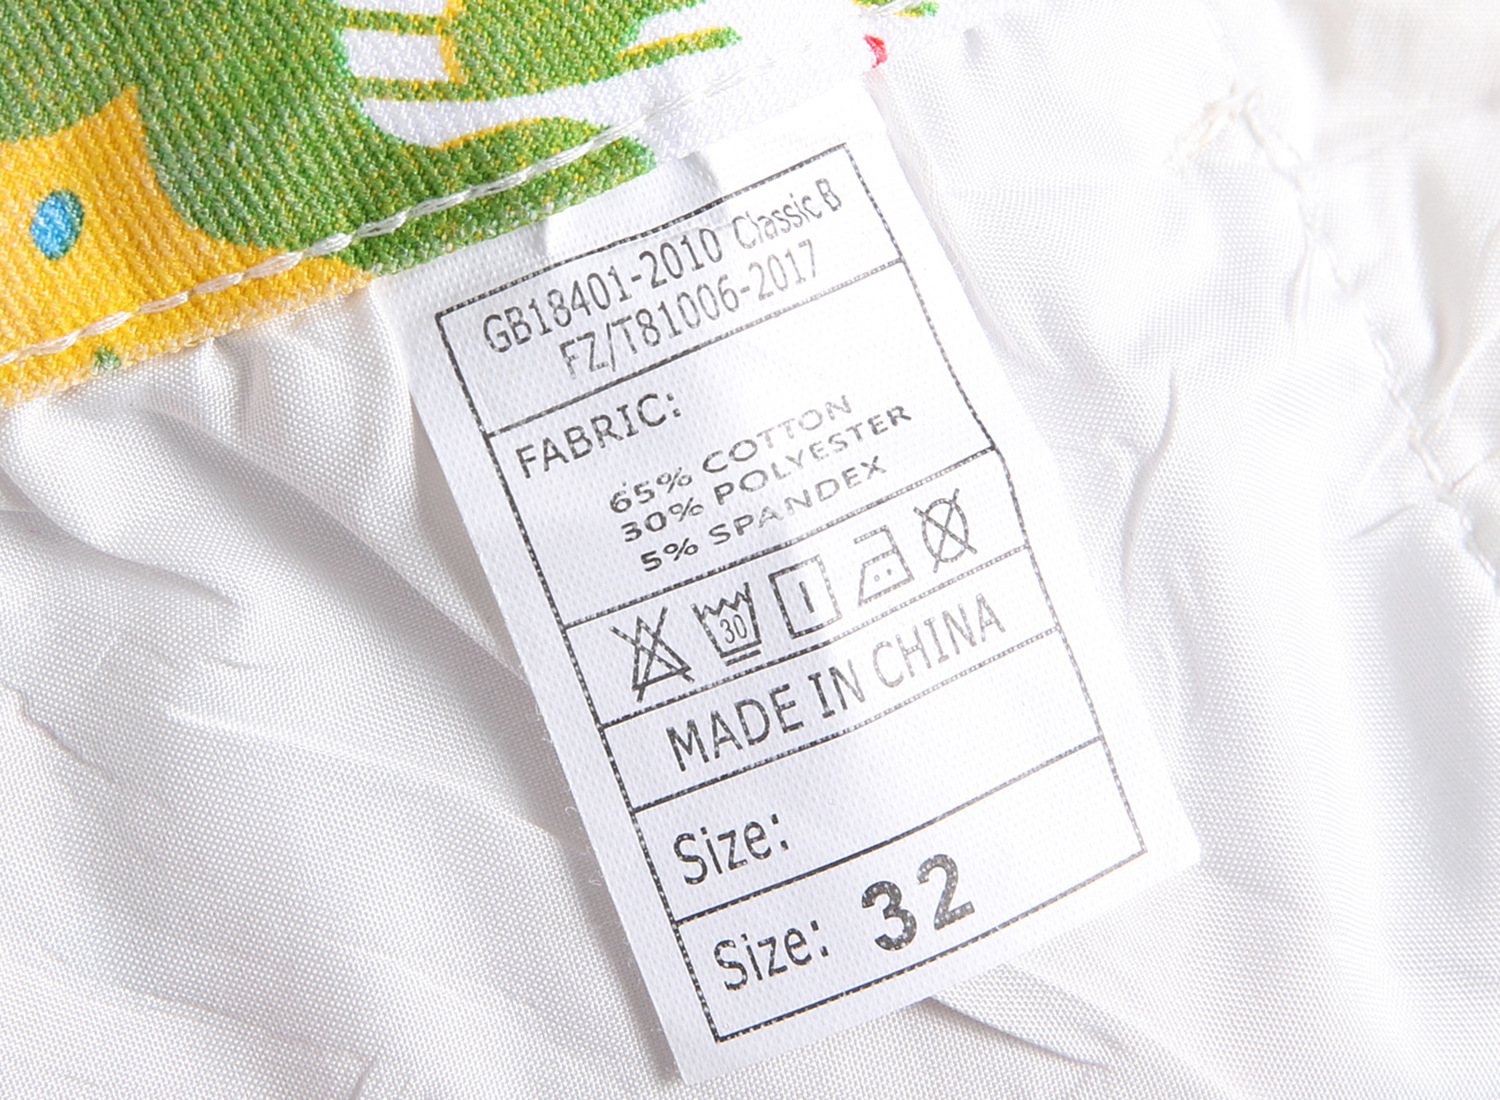 GB18401-2010 Classic B
FZ/T81006-2017
FABRIC:
65% COTTON
30% POLYESTER
5% SPANDEX
30
MADE IN CHINA
Size:
Size: 32